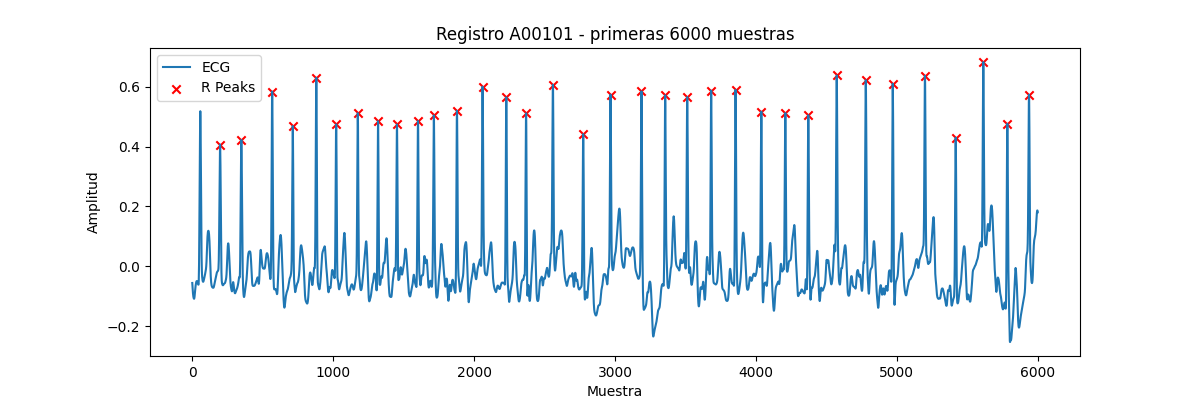 Registro A00101 - primeras 6000 muestras
ECG
R Peaks
Amplitud
0.6
0.4
0.2
0.0
−0.2
0 1000 2000 3000 4000 5000 6000
Muestra